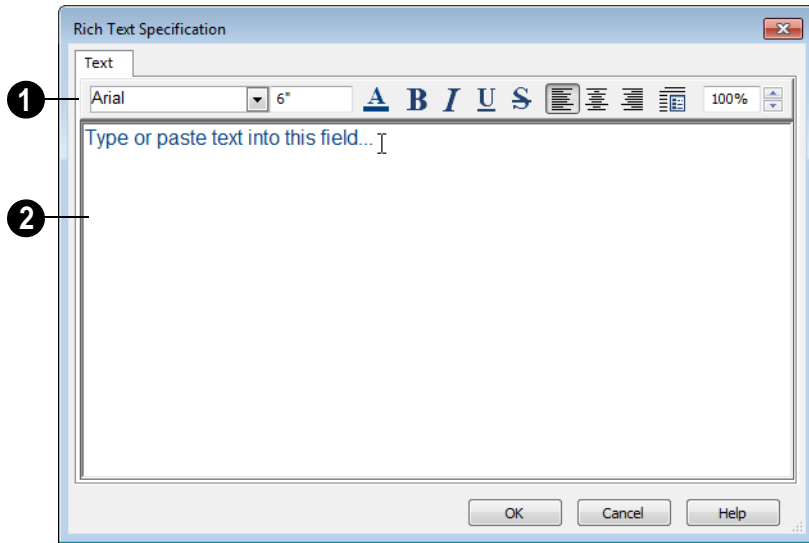 Rich Text Specification
Text
1
Arial 6" A B I U S 100%
Type or paste text into this field...
2
OK Cancel Help